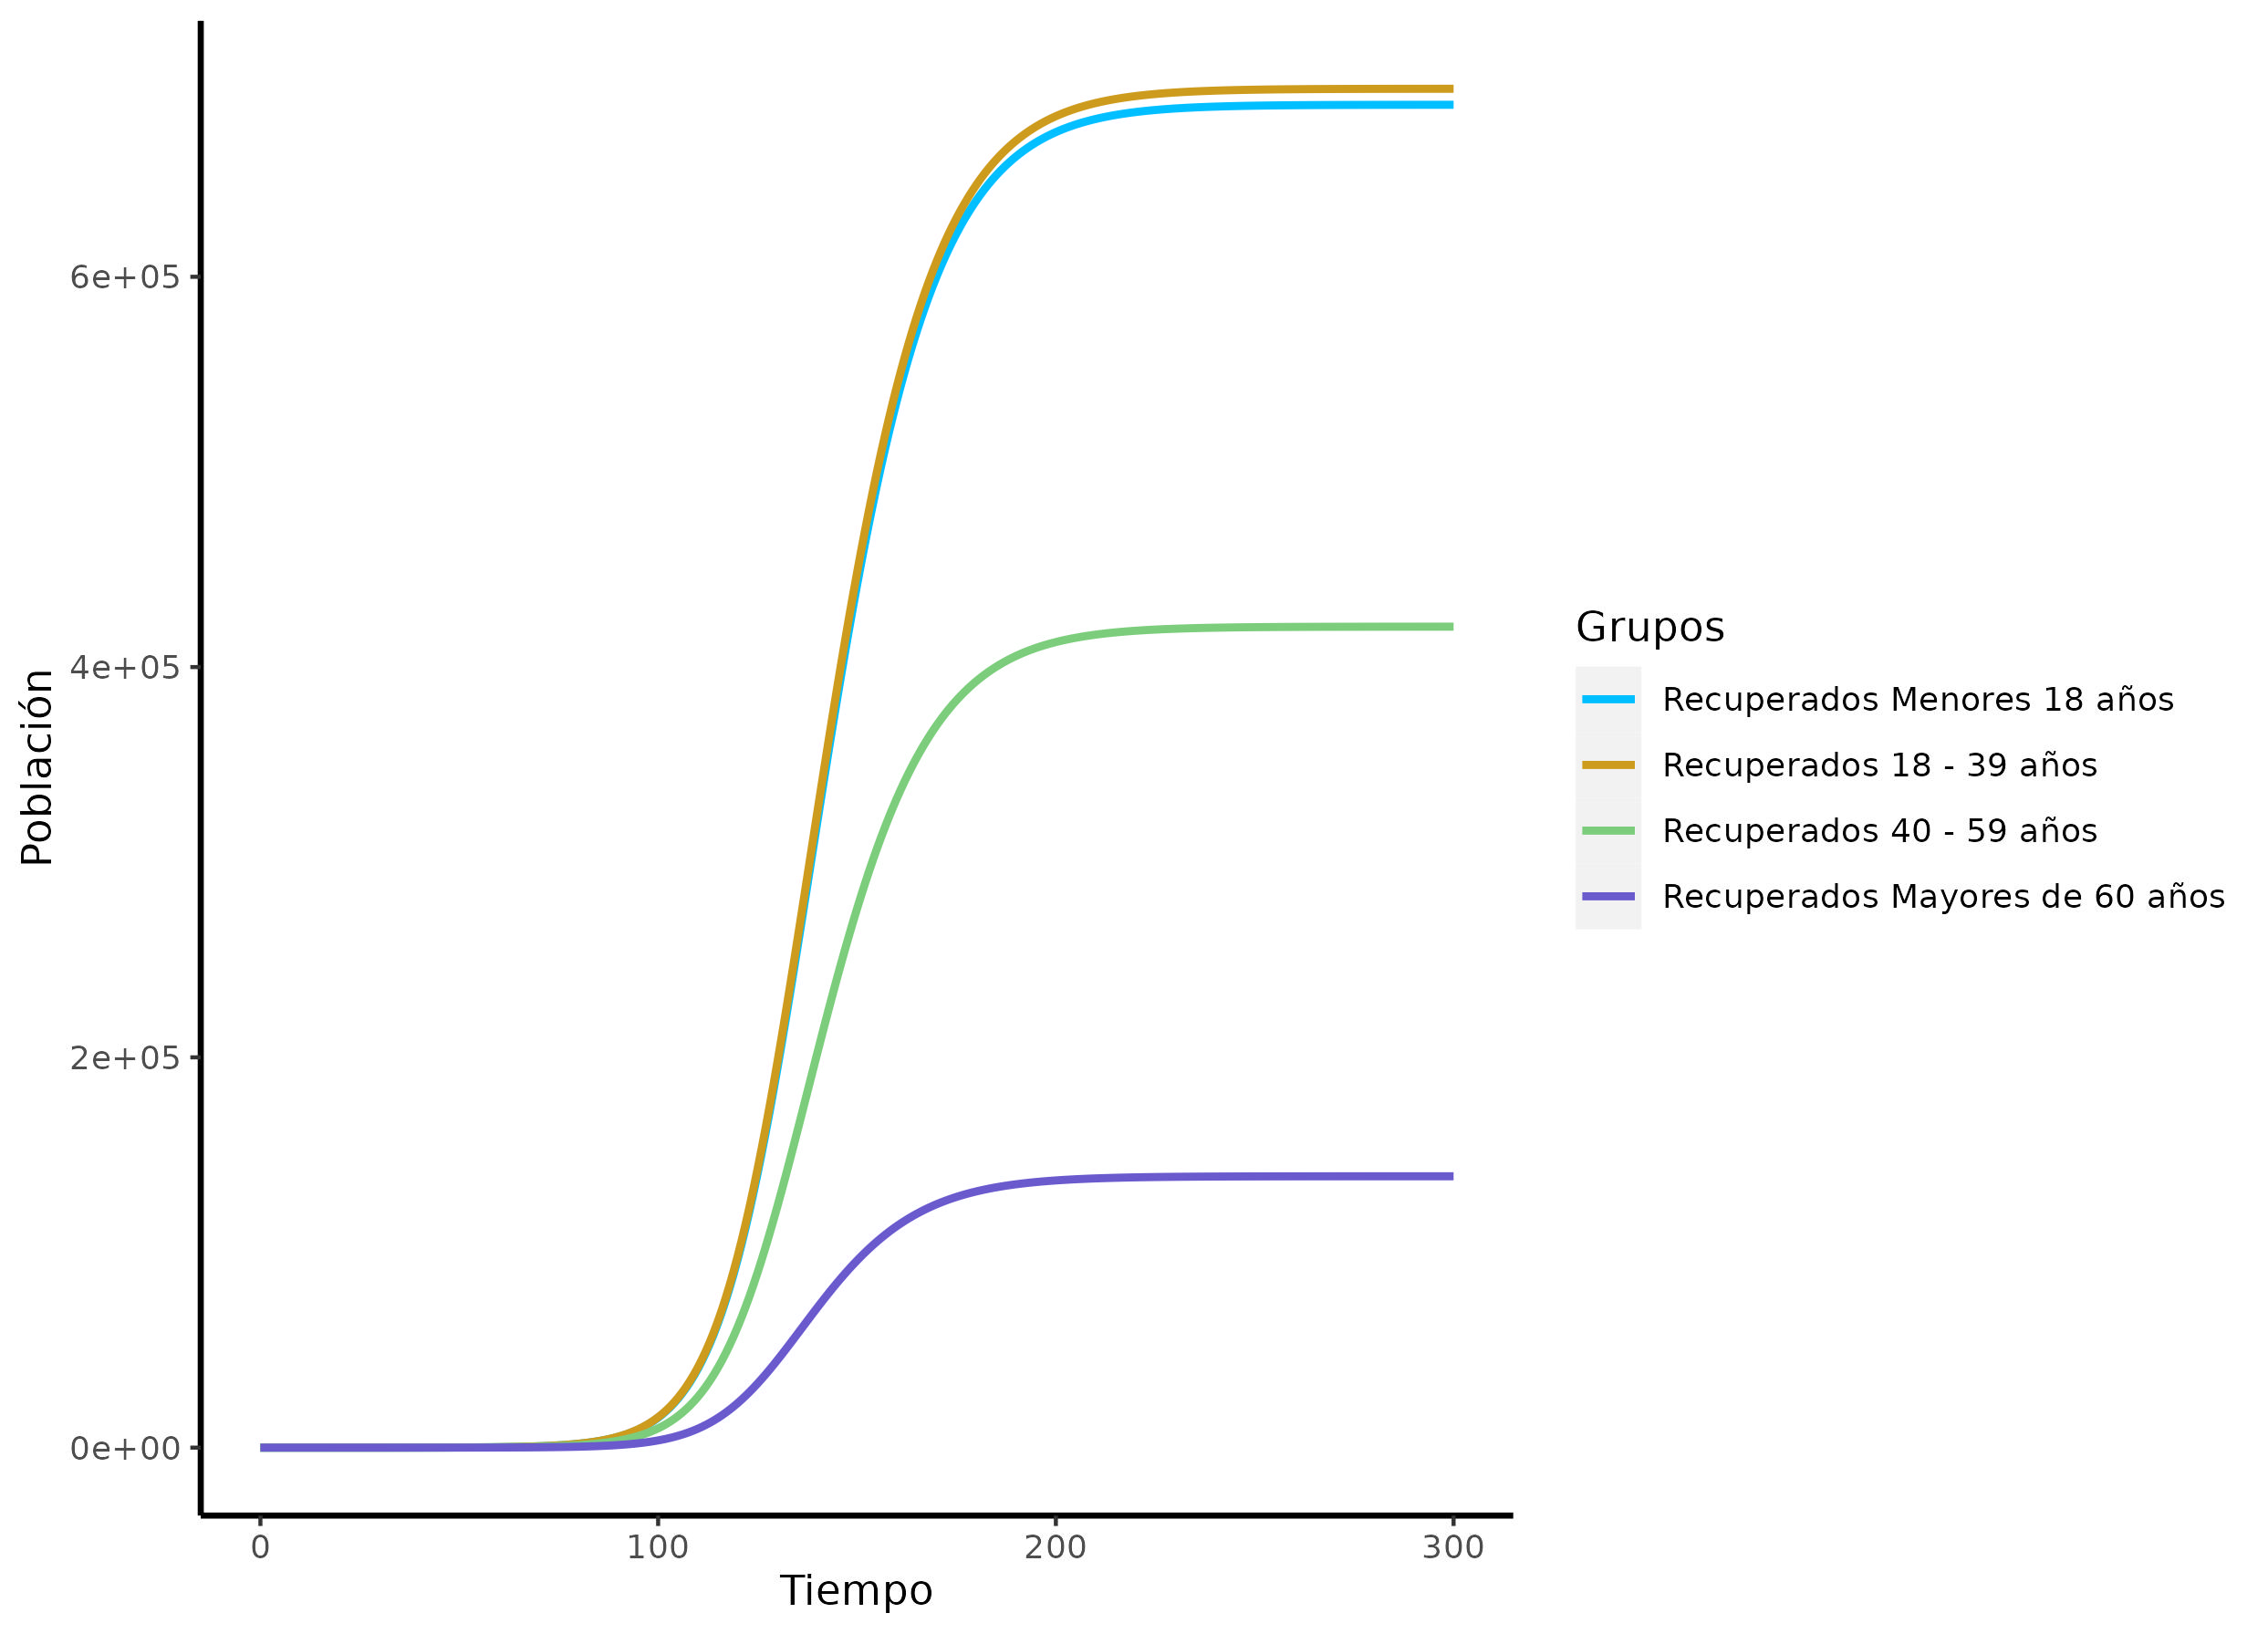 Población
6e+05
4e+05
2e+05
0e+00
0
100
200
300
Tiempo
Grupos
Recuperados Menores 18 años
Recuperados 18 - 39 años
Recuperados 40 - 59 años
Recuperados Mayores de 60 años